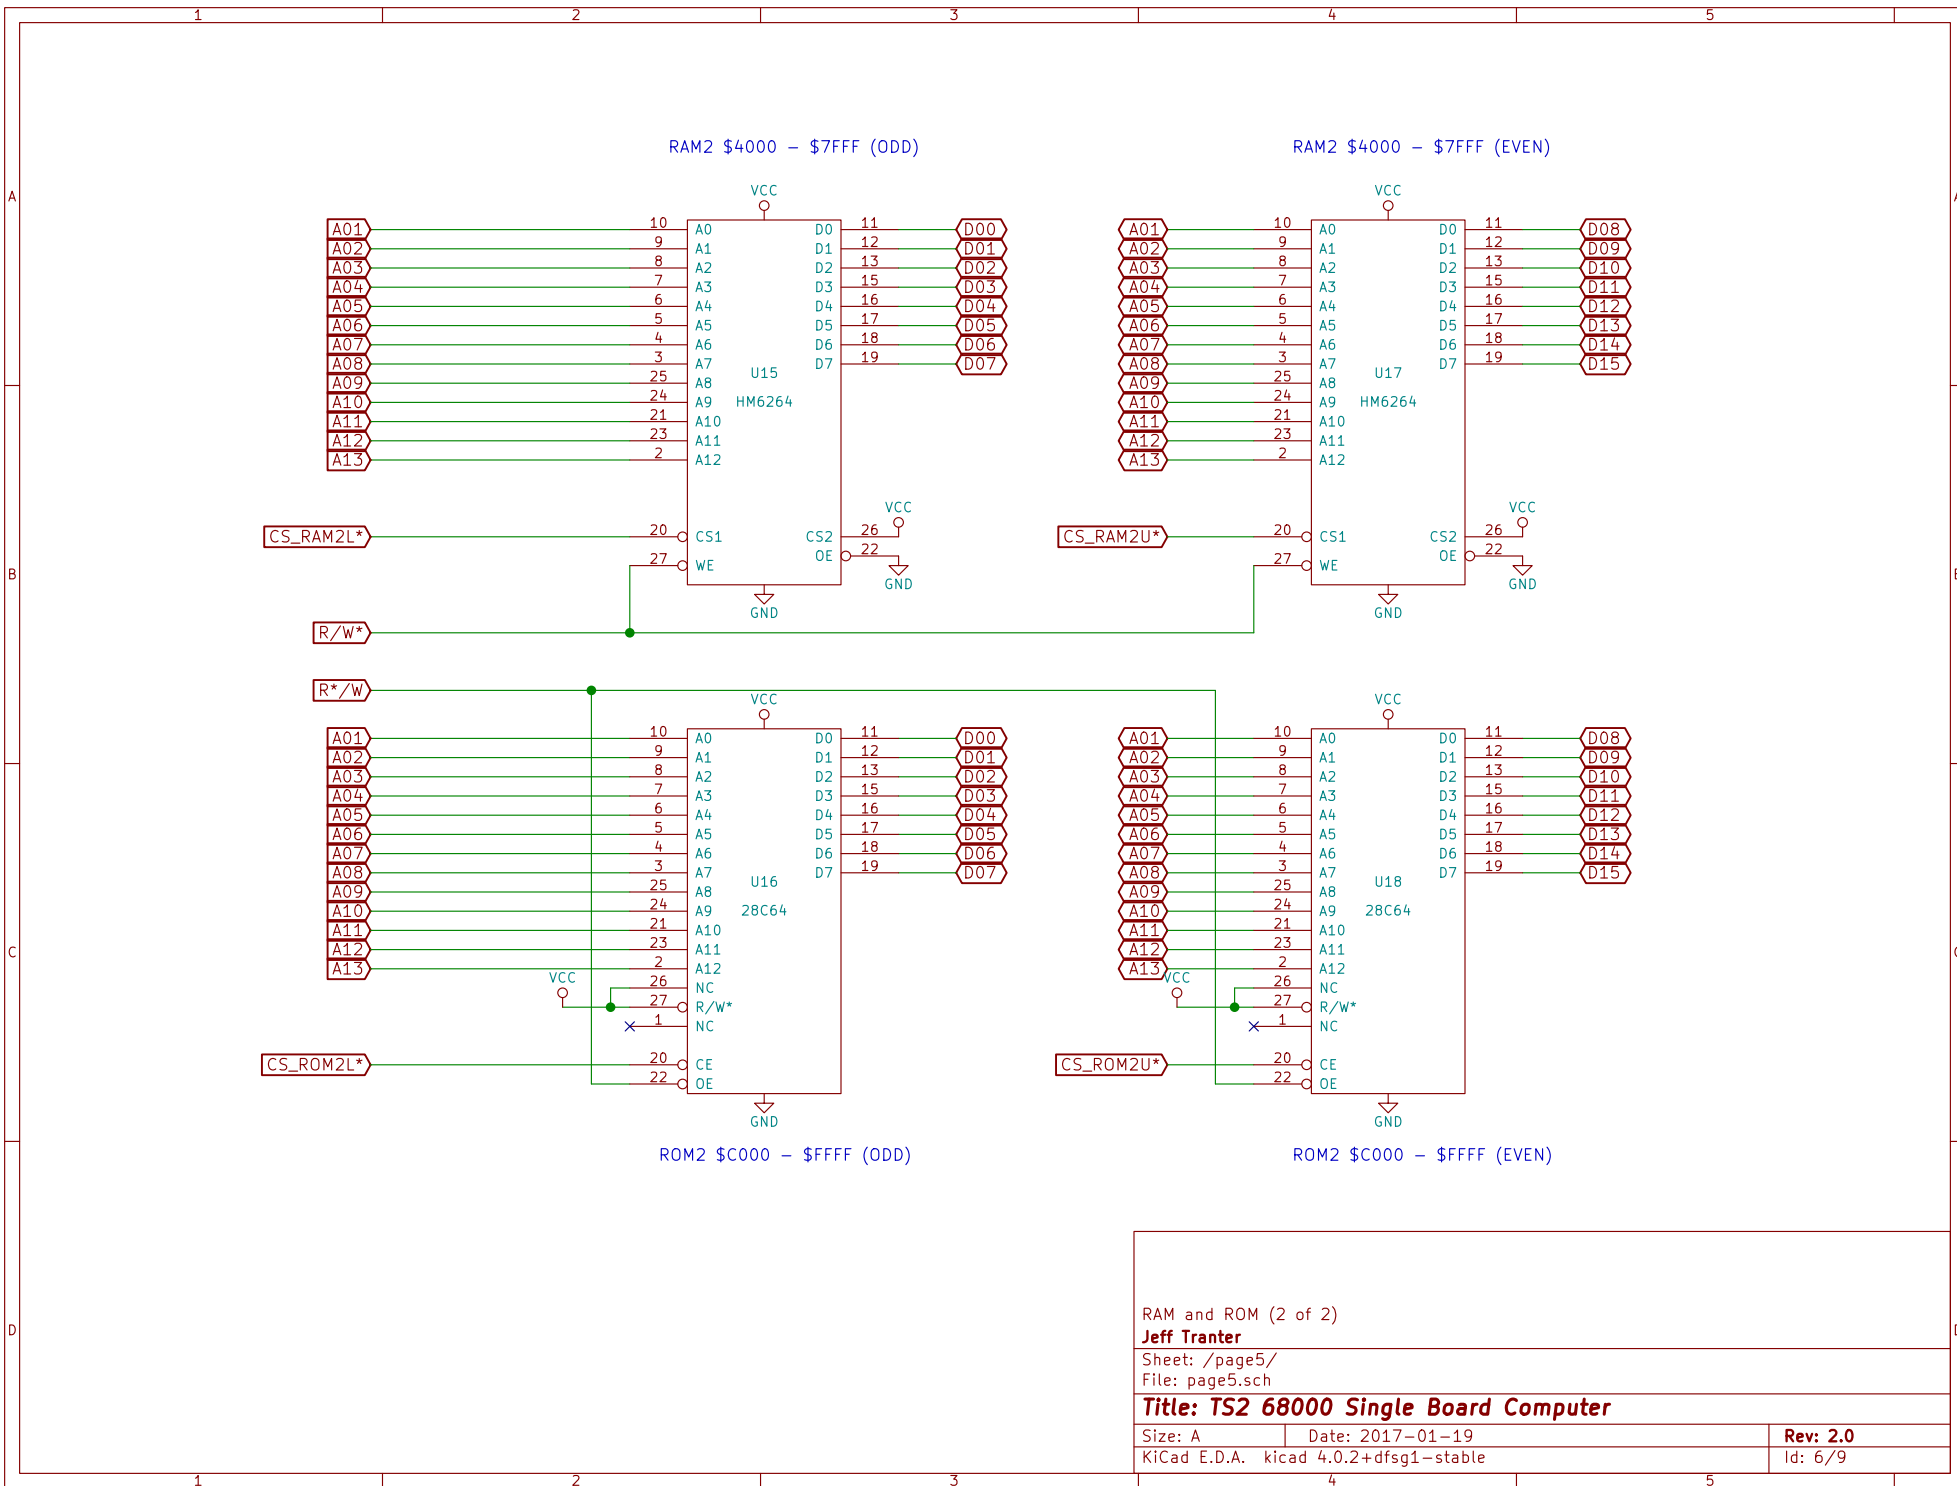 1 2 3 4 5
RAM2 $4000 - $7FFF (ODD) RAM2 $4000 - $7FFF (EVEN)
A
VCC VCC
A01 10 A0 D0 11 D00 A01 10 A0 D0 11 D08
A02 9 A1 D1 12 D01 A02 9 A1 D1 12 D09
A03 8 A2 D2 13 D02 A03 8 A2 D2 13 D10
A04 7 A3 D3 15 D03 A04 7 A3 D3 15 D11
A05 6 A4 D4 16 D04 A05 6 A4 D4 16 D12
A06 5 A5 D5 17 D05 A06 5 A5 D5 17 D13
A07 4 A6 D6 18 D06 A07 4 A6 D6 18 D14
A08 3 A7 D7 19 D07 A08 3 A7 D7 19 D15
U15 U17
A09 25 A8 A09 25 A8
A10 24 A9 HM6264 A10 24 A9 HM6264
A11 21 A10 A11 21 A10
A12 23 A11 A12 23 A11
A13 2 A12 A13 2 A12
VCC VCC
CS_RAM2L* 20 CS1 CS2 26 CS_RAM2U* 20 CS1 CS2 26
OE 22 OE 22
27 WE 27 WE
B
GND GND
GND GND
R/W*
R*/W
VCC VCC
A01 10 A0 D0 11 D00 A01 10 A0 D0 11 D08
A02 9 A1 D1 12 D01 A02 9 A1 D1 12 D09
A03 8 A2 D2 13 D02 A03 8 A2 D2 13 D10
A04 7 A3 D3 15 D03 A04 7 A3 D3 15 D11
A05 6 A4 D4 16 D04 A05 6 A4 D4 16 D12
A06 5 A5 D5 17 D05 A06 5 A5 D5 17 D13
A07 4 A6 D6 18 D06 A07 4 A6 D6 18 D14
A08 3 A7 D7 19 D07 A08 3 A7 D7 19 D15
U16 U18
A09 25 A8 A09 25 A8
A10 24 A9 28C64 A10 24 A9 28C64
A11 21 A10 A11 21 A10
A12 23 A11 A12 23 A11
C
A13 2 A12 A13 2 A12
VCC VCC
26 NC 26 NC
27 R/W* 27 R/W*
1 NC 1 NC
CS_ROM2L* 20 CE CS_ROM2U* 20 CE
22 OE 22 OE
GND GND
ROM2 $C000 - $FFFF (ODD) ROM2 $C000 - $FFFF (EVEN)
D
RAM and ROM (2 of 2)
Jeff Tranter
Sheet: /page5/
File: page5.sch
Title: TS2 68000 Single Board Computer
Size: A Date: 2017-01-19 Rev: 2.0
KiCad E.D.A. kicad 4.0.2+dfsg1-stable Id: 6/9
1 2 3 4 5